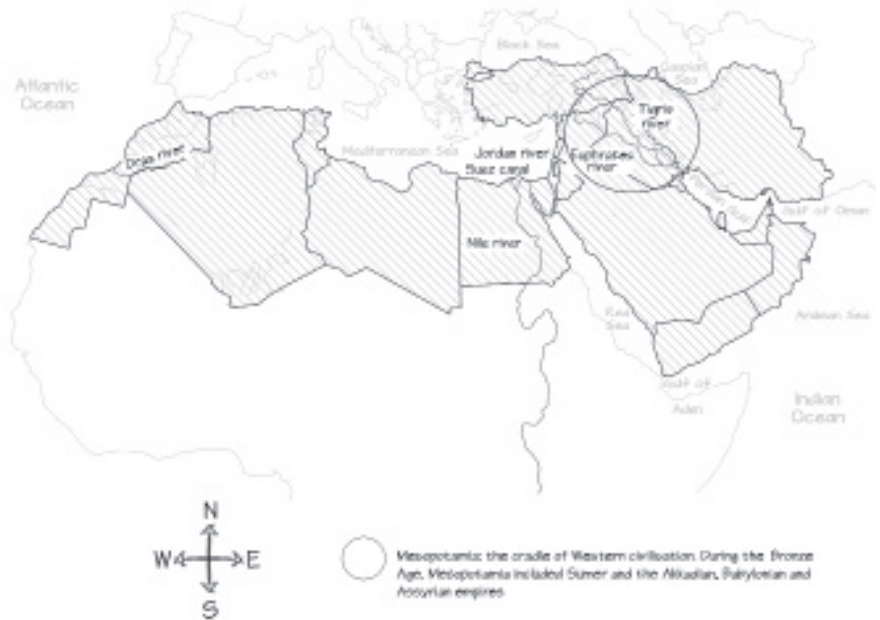 Black Sea
Caspian
Sea
Atlantic
Ocean
Tigris
river
Draa river
Mediterranean Sea
Jordan river
Euphrates
river
Suez canal
Persian Gulf
Gulf of Oman
Nile river
Red
Sea
Arabian Sea
Gulf of
Aden
Indian
Ocean
N
W E
S
Mesopotamia: the cradle of Western civilisation. During the Bronze
Age, Mesopotamia included Sumer and the Akkadian, Babylonian and
Assyrian empires